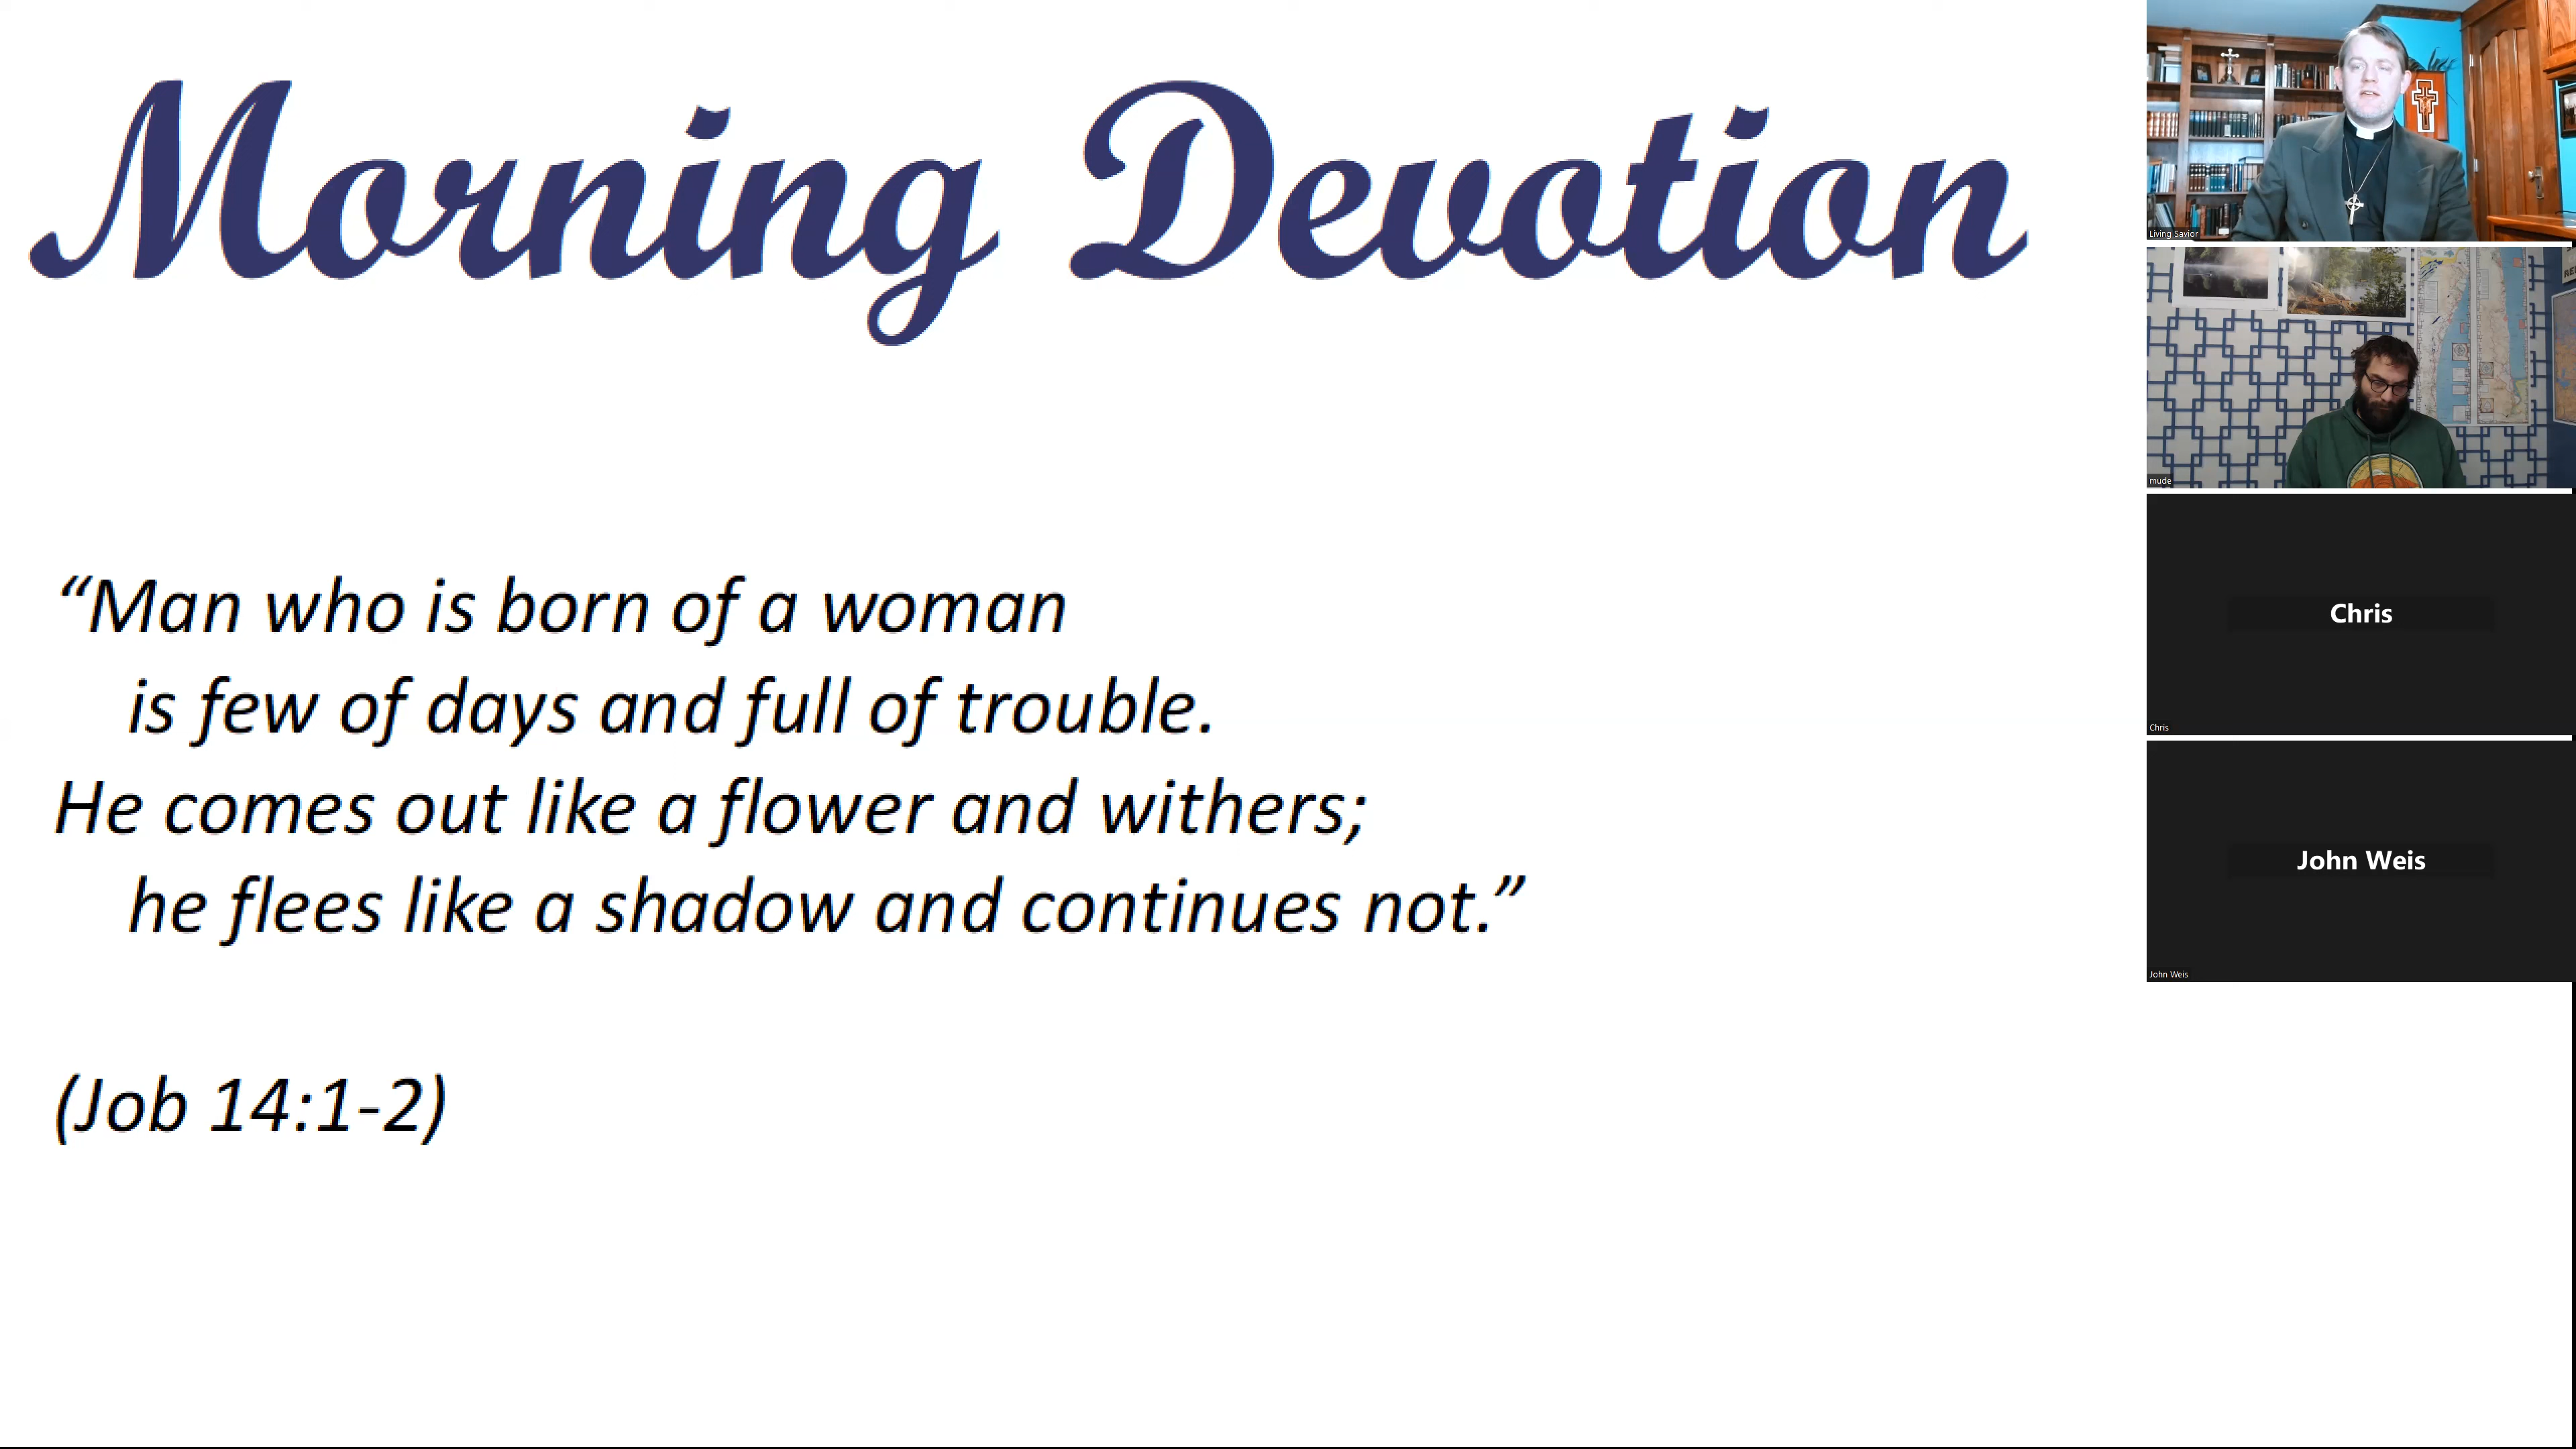 Morning Devotion
“Man who is born of a woman
is few of days and full of trouble.
He comes out like a flower and withers;
he flees like a shadow and continues not.”
(Job 14:1-2)
Living Savior
mude
Chris
Chris
John Weis
John Weis